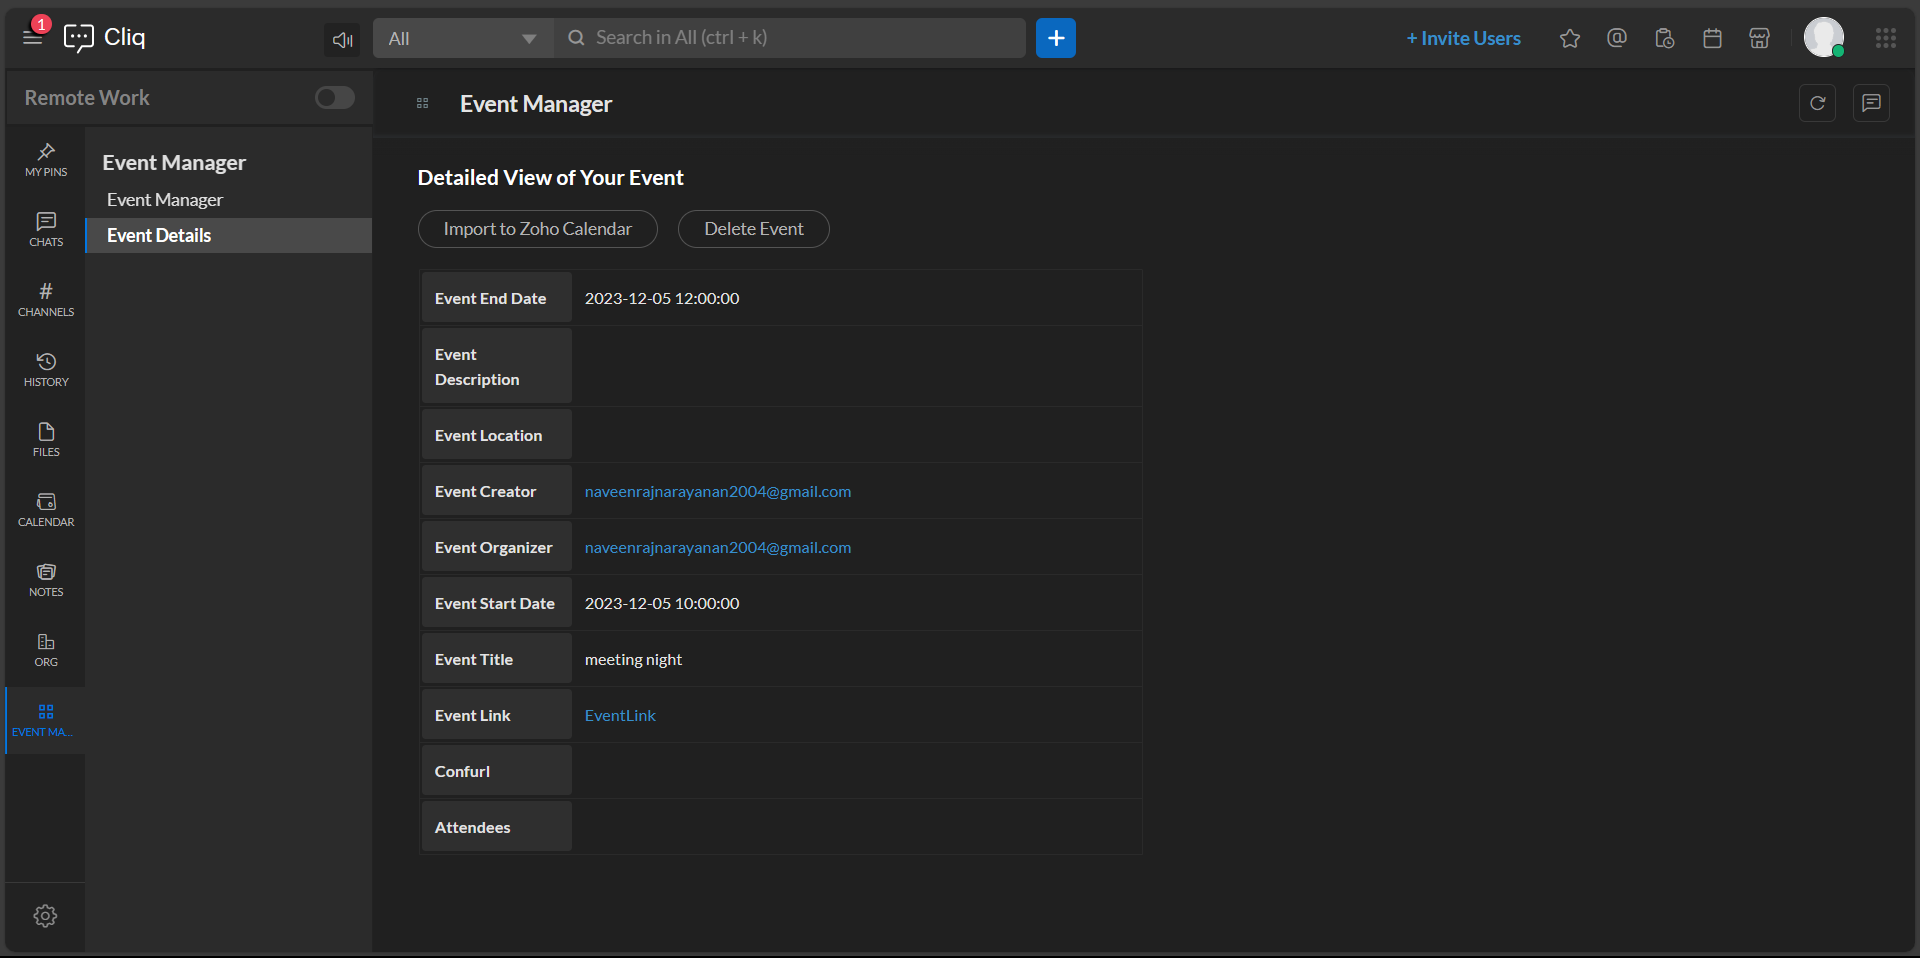 1
Cliq
All
Search in All (ctrl + k)
+ Invite Users
Remote Work
Event Manager
MY PINS
CHATS
CHANNELS
HISTORY
FILES
CALENDAR
NOTES
ORG
EVENT MA...
Event Manager
Event Manager
Event Details
Detailed View of Your Event
Import to Zoho Calendar
Delete Event
Event End Date 2023-12-05 12:00:00
Event
Description
Event Location
Event Creator naveenrajnarayanan2004@gmail.com
Event Organizer naveenrajnarayanan2004@gmail.com
Event Start Date 2023-12-05 10:00:00
Event Title meeting night
Event Link EventLink
Confurl
Attendees